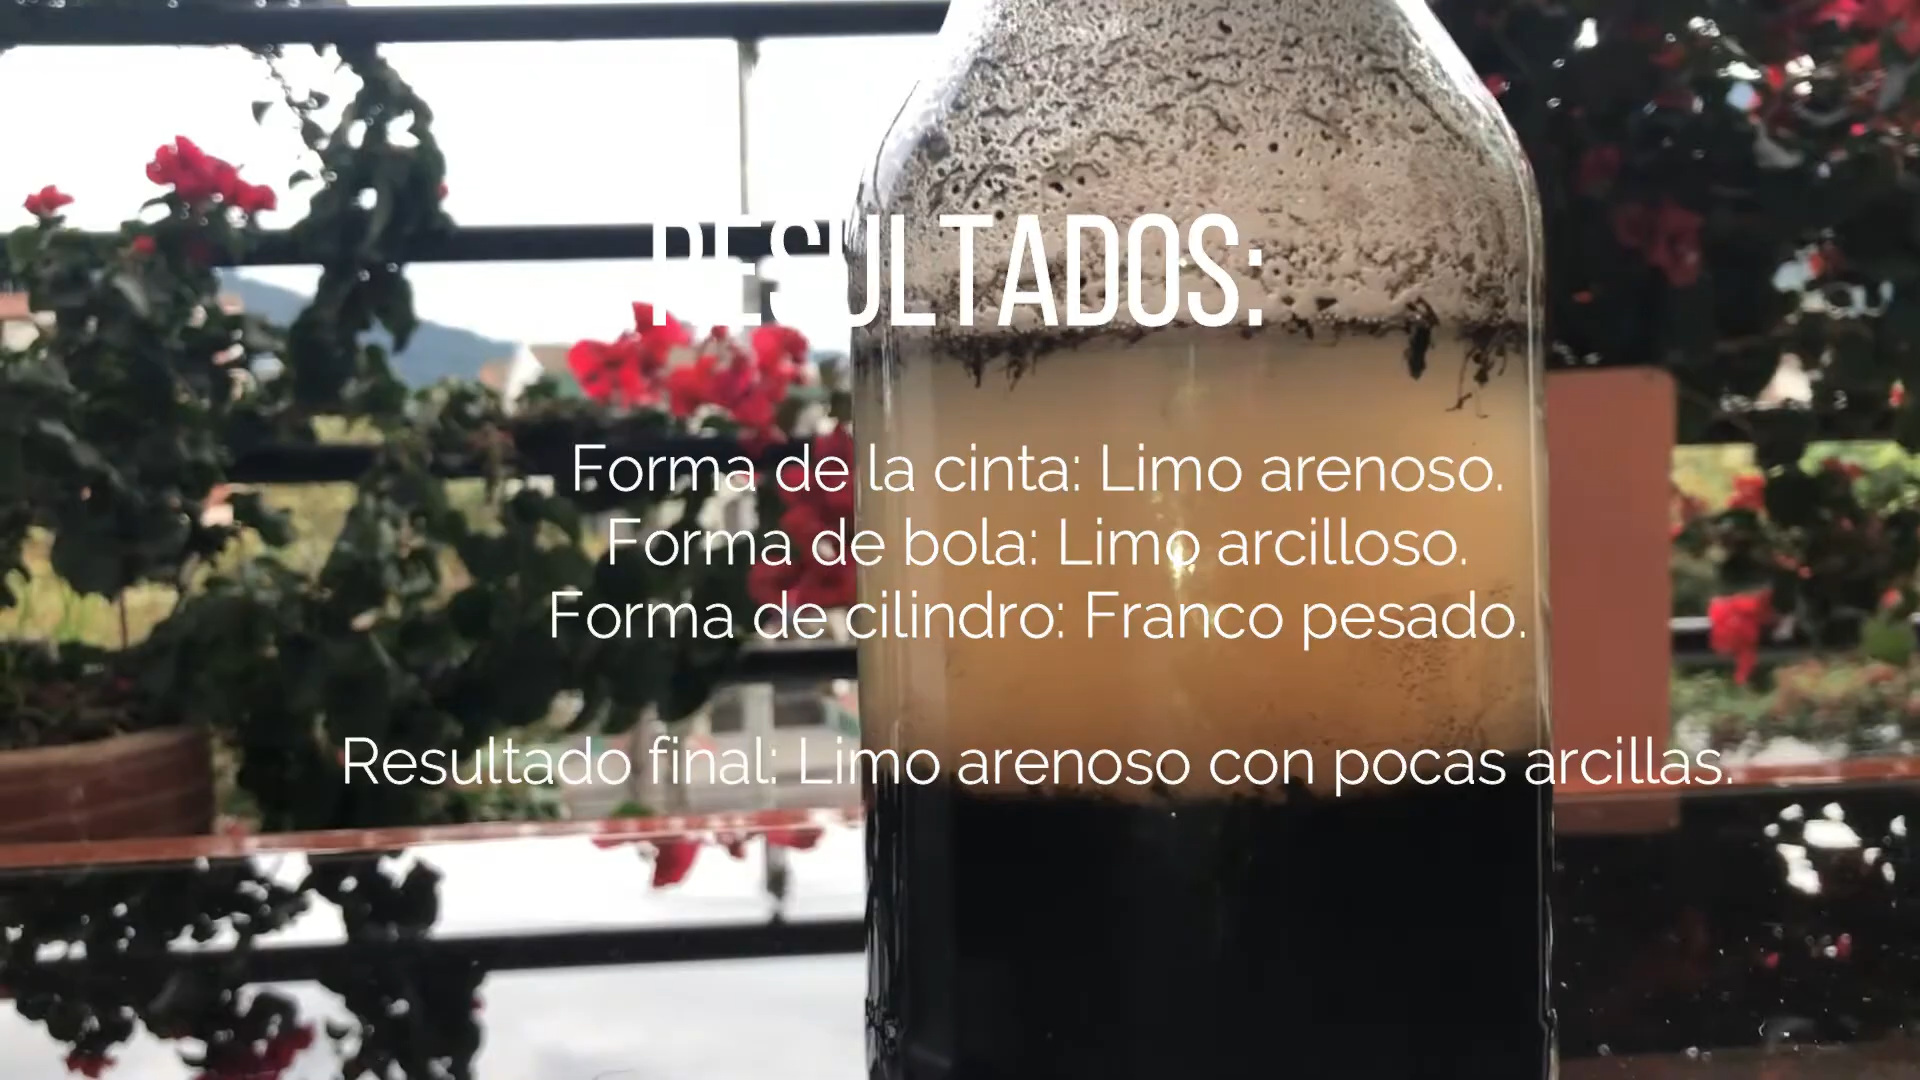 RESULTADOS:
Forma de la cinta: Limo arenoso.
Forma de bola: Limo arcilloso.
Forma de cilindro: Franco pesado.
Resultado final: Limo arenoso con pocas arcillas.